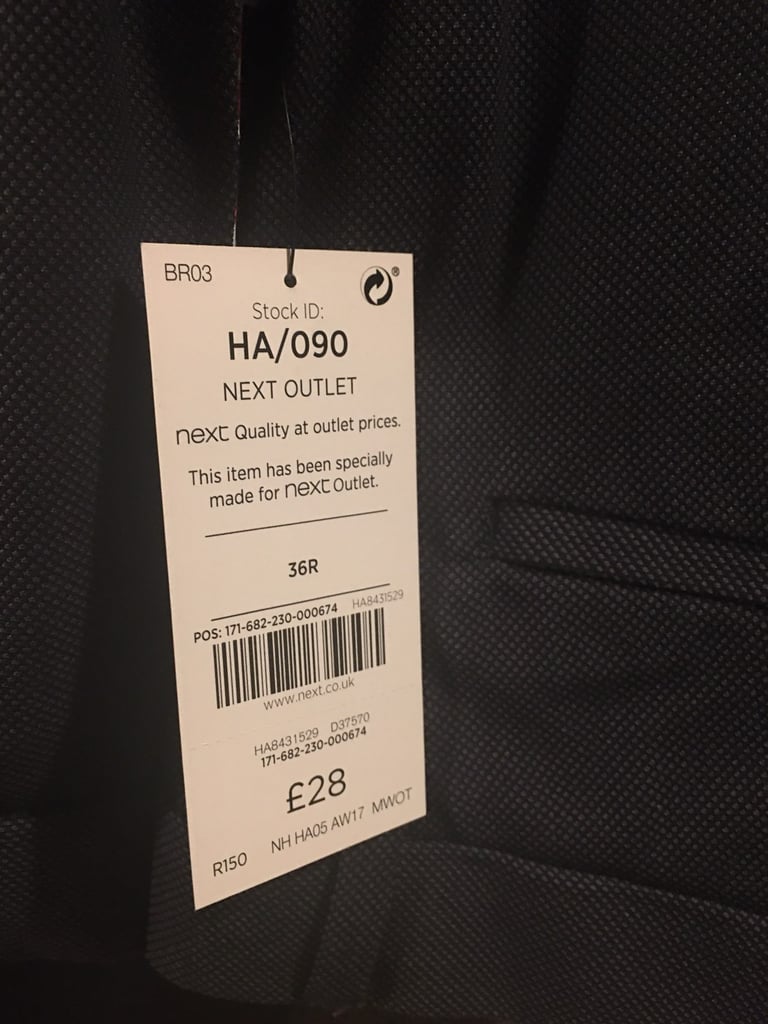 BR03
®
Stock ID:
HA/090
NEXT OUTLET
next Quality at outlet prices.
This item has been specially
made for next Outlet.
36R
POS: 171-682-230-000674 HA8431529
www.next.co.uk
HA8431529 D37570
171-682-230-000674
£28
R150 NH HA05 AW17 MWOT